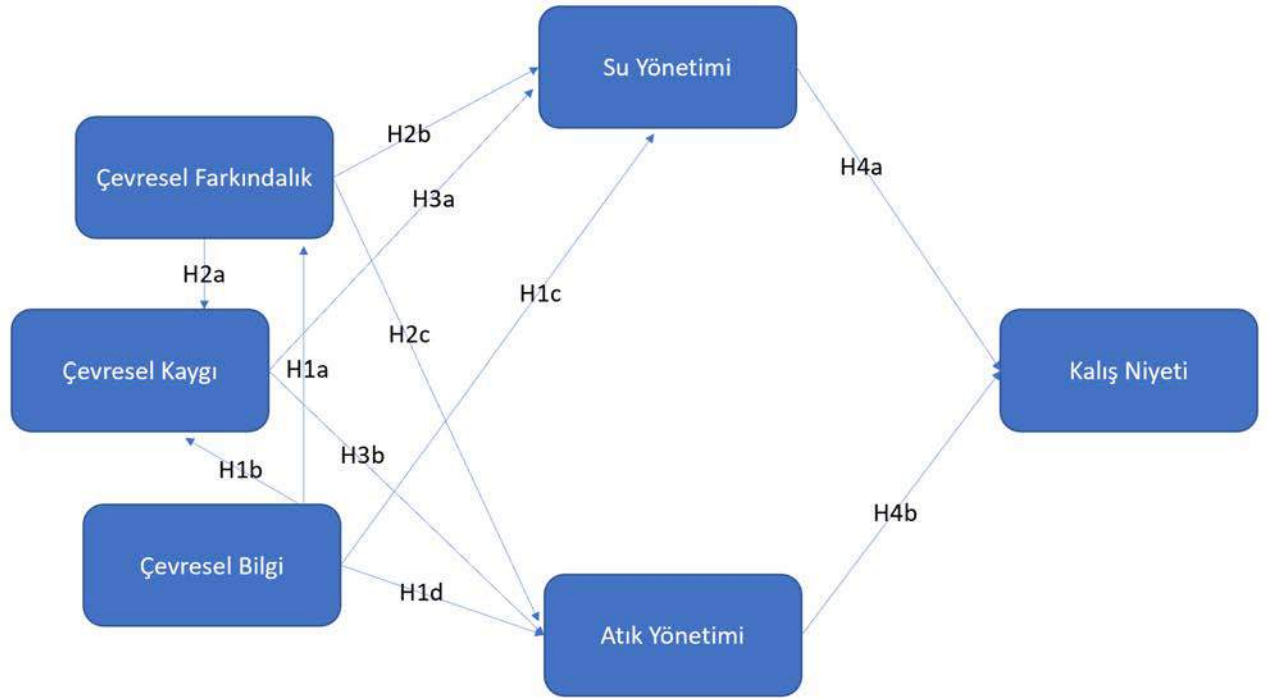 Su Yönetimi
H2b
Çevresel Farkındalık
H4a
H3a
H2a
H1c
H2c
Çevresel Kaygı
H1a
Kalış Niyeti
H3b
H1b
H4b
Çevresel Bilgi
H1d
Atık Yönetimi